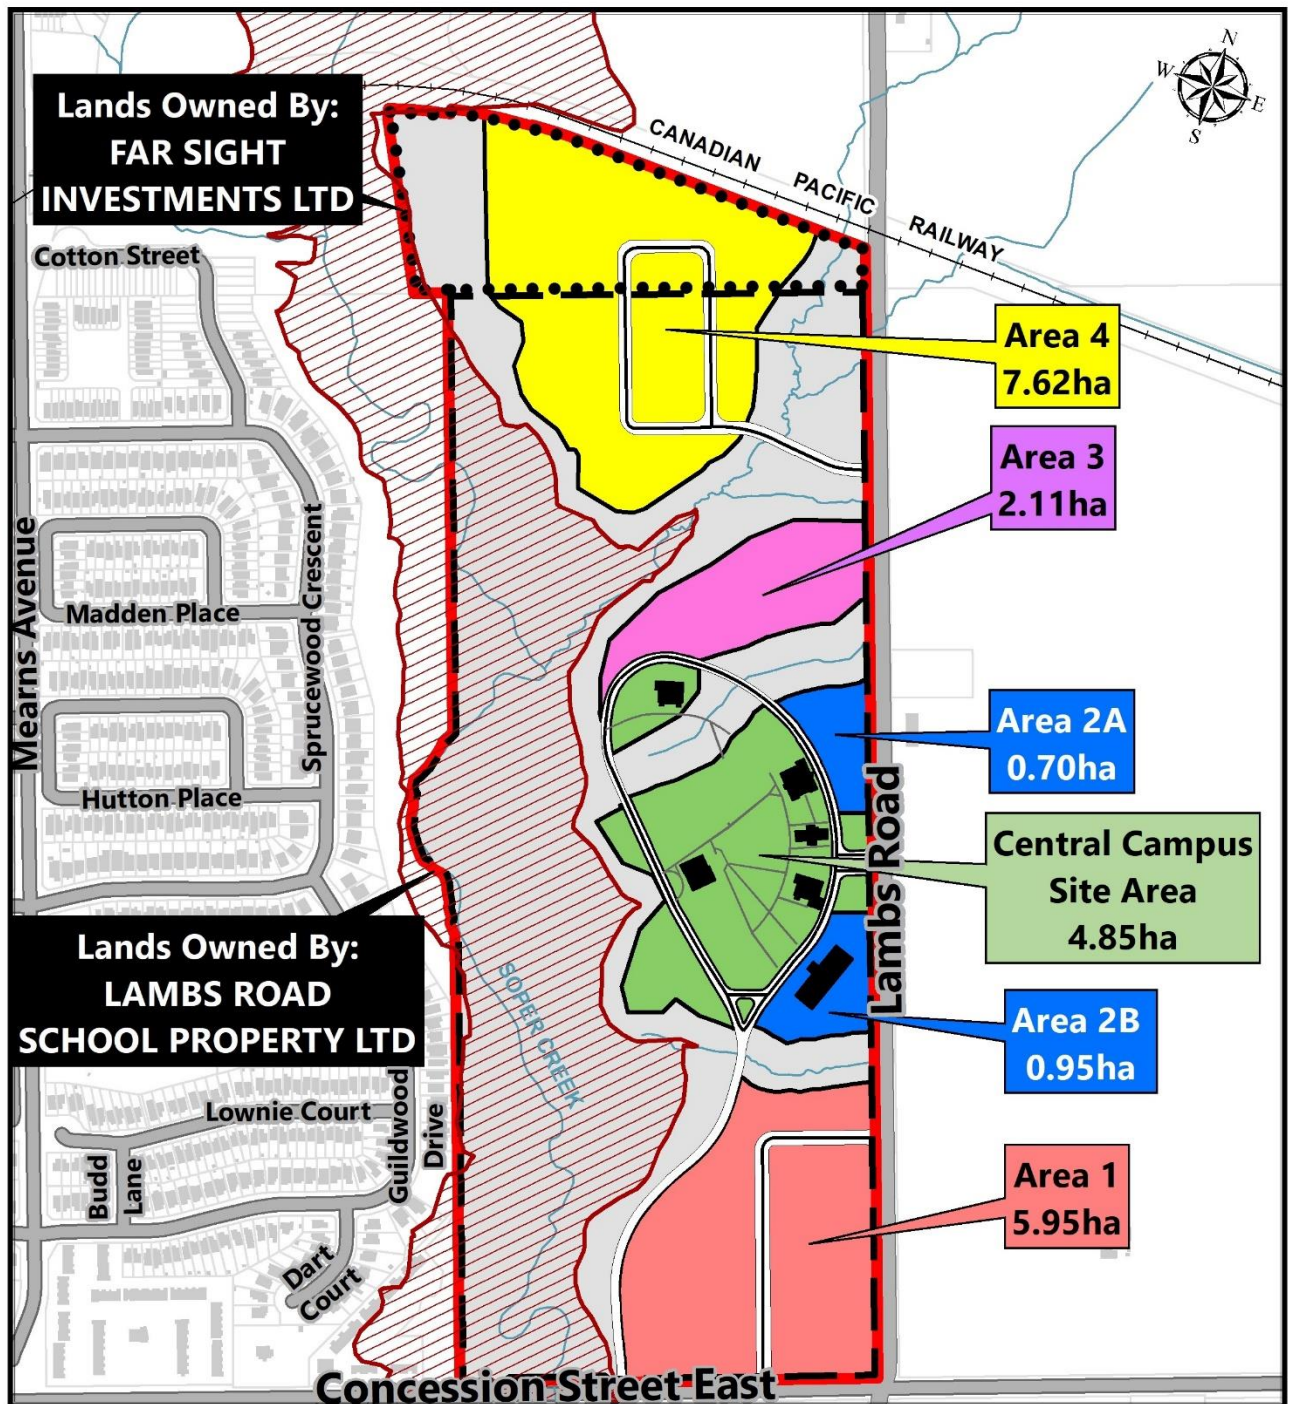 N
W
E
S
Lands Owned By:
FAR SIGHT
INVESTMENTS LTD
CANADIAN PACIFIC RAILWAY
Cotton Street
Area 4
7.62ha
Area 3
2.11ha
Mearns Avenue
Sprucewood Crescent
Madden Place
Hutton Place
Area 2A
0.70ha
Lambs Road
Central Campus
Site Area
4.85ha
Lands Owned By:
LAMBS ROAD
SCHOOL PROPERTY LTD
SOPER CREEK
Area 2B
0.95ha
Lownie Court
Guildwood
Drive
Budd
Lane
Area 1
5.95ha
Dart
Court
Concession Street East